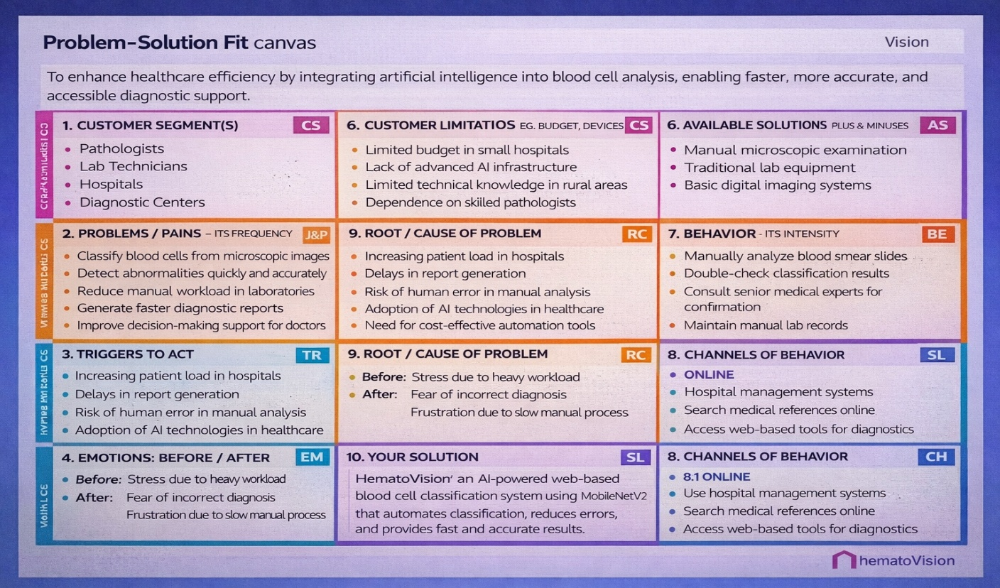 Problem-Solution Fit canvas
Vision
To enhance healthcare efficiency by integrating artificial intelligence into blood cell analysis, enabling faster, more accurate, and
accessible diagnostic support.
1. CUSTOMER SEGMENT(S) CS
• Pathologists
• Lab Technicians
• Hospitals
• Diagnostic Centers
6. CUSTOMER LIMITATIOS EG. BUDGET, DEVICES CS
• Limited budget in small hospitals
• Lack of advanced AI infrastructure
• Limited technical knowledge in rural areas
• Dependence on skilled pathologists
6. AVAILABLE SOLUTIONS PLUS & MINUSES AS
• Manual microscopic examination
• Traditional lab equipment
• Basic digital imaging systems
2. PROBLEMS / PAINS – ITS FREQUENCY J&P
• Classify blood cells from microscopic images
• Detect abnormalities quickly and accurately
• Reduce manual workload in laboratories
• Generate faster diagnostic reports
• Improve decision-making support for doctors
9. ROOT / CAUSE OF PROBLEM RC
• Increasing patient load in hospitals
• Delays in report generation
• Risk of human error in manual analysis
• Adoption of AI technologies in healthcare
• Need for cost-effective automation tools
7. BEHAVIOR - ITS INTENSITY BE
• Manually analyze blood smear slides
• Double-check classification results
• Consult senior medical experts for
confirmation
• Maintain manual lab records
3. TRIGGERS TO ACT TR
• Increasing patient load in hospitals
• Delays in report generation
• Risk of human error in manual analysis
• Adoption of AI technologies in healthcare
9. ROOT / CAUSE OF PROBLEM RC
• Before: Stress due to heavy workload
• After: Fear of incorrect diagnosis
Frustration due to slow manual process
8. CHANNELS OF BEHAVIOR SL
• ONLINE
• Hospital management systems
• Search medical references online
• Access web-based tools for diagnostics
4. EMOTIONS: BEFORE / AFTER EM
• Before: Stress due to heavy workload
• After: Fear of incorrect diagnosis
Frustration due to slow manual process
10. YOUR SOLUTION SL
HematoVision' an AI-powered web-based
blood cell classification system using MobileNetV2
that automates classification, reduces errors,
and provides fast and accurate results.
8. CHANNELS OF BEHAVIOR CH
• 8.1 ONLINE
• Use hospital management systems
• Search medical references online
• Access web-based tools for diagnostics
hematoVision